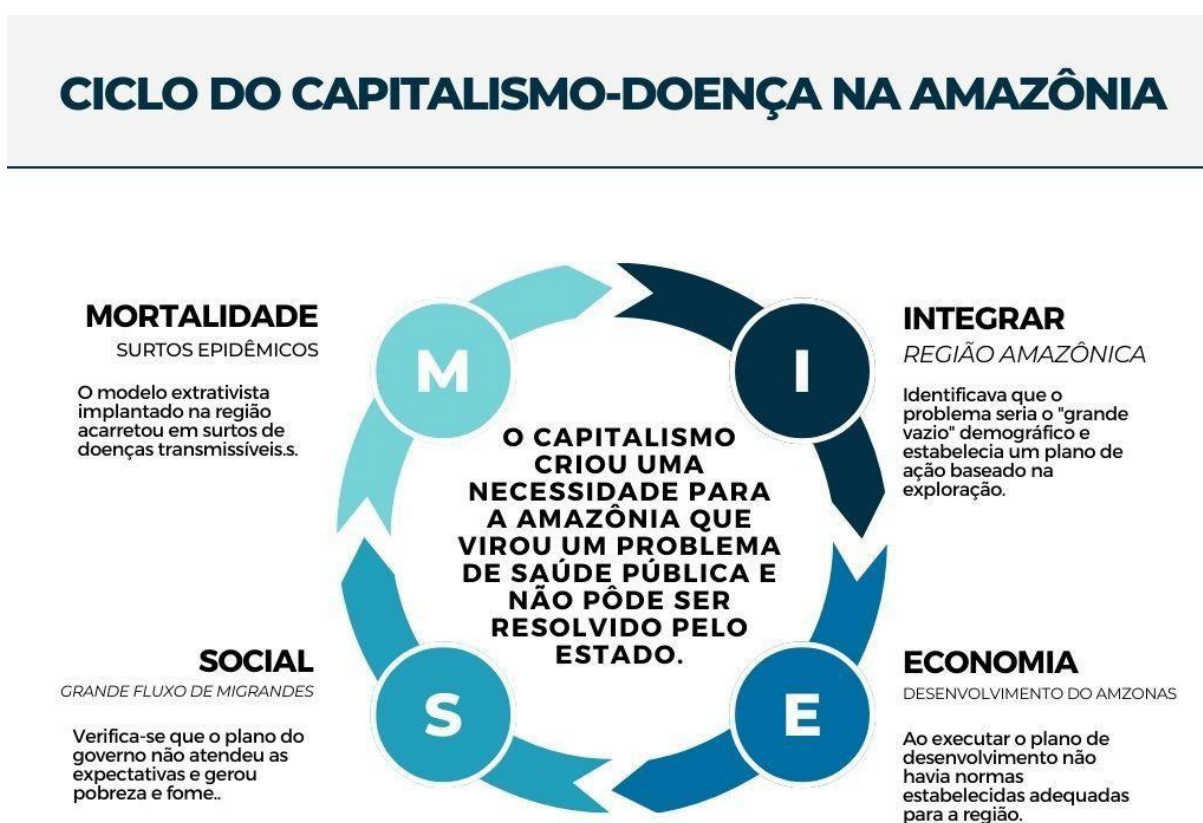 CICLO DO CAPITALISMO-DOENÇA NA AMAZÔNIA
MORTALIDADE
SURTOS EPIDÊMICOS
O modelo extrativista
implantado na região
acarretou em surtos de
doenças transmissíveis.s.
M
I
INTEGRAR
REGIÃO AMAZÔNICA
Identificava que o
problema seria o "grande
vazio" demográfico e
estabelecia um plano de
ação baseado na
exploração.
O CAPITALISMO
CRIOU UMA
NECESSIDADE PARA
A AMAZÔNIA QUE
VIROU UM PROBLEMA
DE SAÚDE PÚBLICA E
NÃO PÔDE SER
RESOLVIDO PELO
ESTADO.
SOCIAL
GRANDE FLUXO DE MIGRANDES
Verifica-se que o plano do
governo não atendeu as
expectativas e gerou
pobreza e fome..
S
E
ECONOMIA
DESENVOLVIMENTO DO AMZONAS
Ao executar o plano de
desenvolvimento não
havia normas
estabelecidas adequadas
para a região.